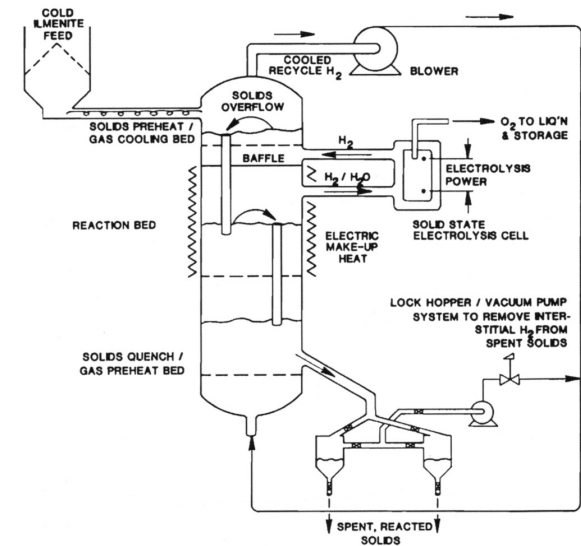 COLD
ILMENITE
FEED
COOLED
RECYCLE H2
BLOWER
SOLIDS
OVERFLOW
SOLIDS PREHEAT /
GAS COOLING BED
H2
O2 TO LIQ'N
& STORAGE
BAFFLE
H2 / H2O
ELECTROLYSIS
POWER
REACTION BED
ELECTRIC
MAKE-UP
HEAT
SOLID STATE
ELECTROLYSIS CELL
LOCK HOPPER / VACUUM PUMP
SYSTEM TO REMOVE INTER-
STITIAL H2 FROM
SPENT SOLIDS
SOLIDS QUENCH /
GAS PREHEAT BED
SPENT, REACTED
SOLIDS